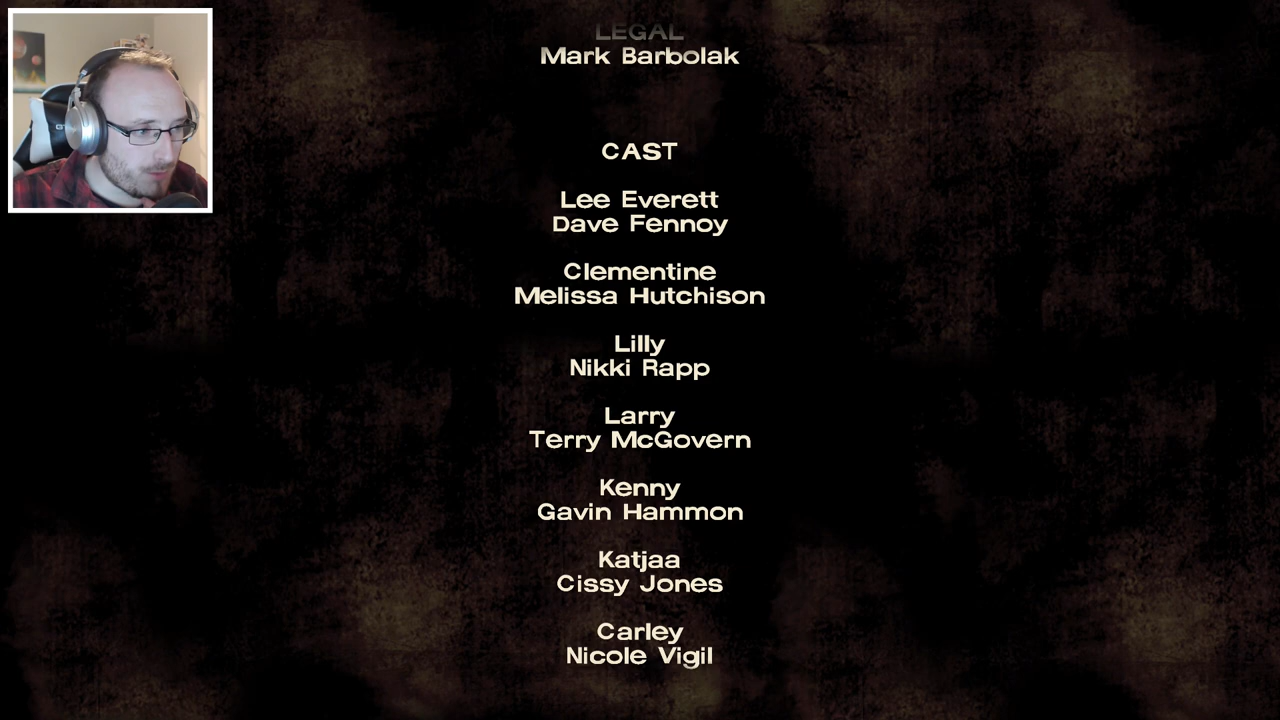 LEGAL
Mark Barbolak
CAST
Lee Everett
Dave Fennoy
Clementine
Melissa Hutchison
Lilly
Nikki Rapp
Larry
Terry McGovern
Kenny
Gavin Hammon
Katjaa
Cissy Jones
Carley
Nicole Vigil